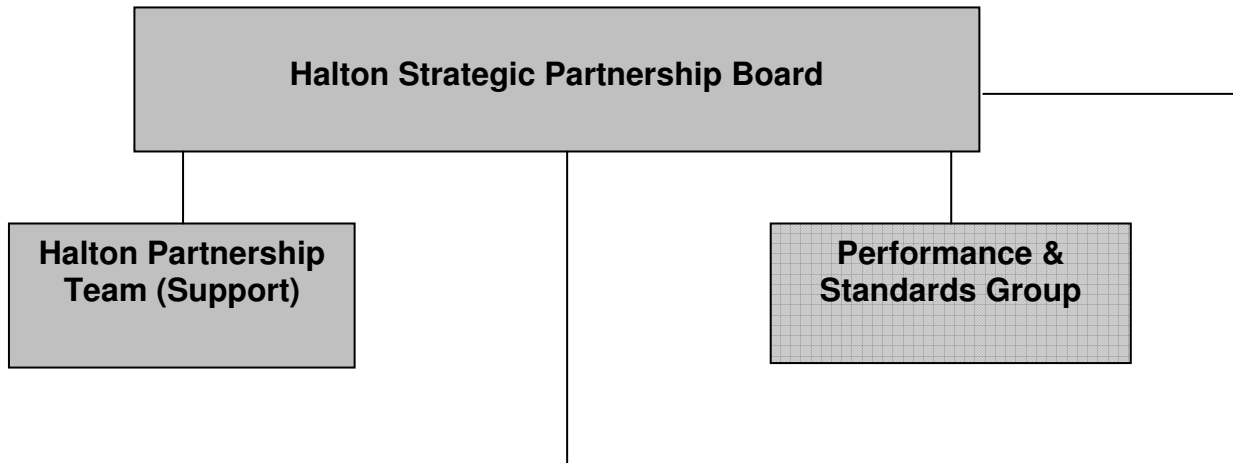 Halton Strategic Partnership Board
Halton Partnership
Team (Support)
Performance &
Standards Group